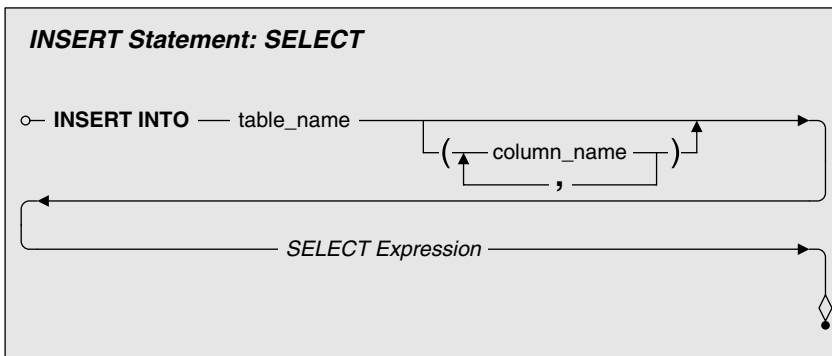 INSERT Statement: SELECT
INSERT INTO table_name
( column_name )
,
SELECT Expression